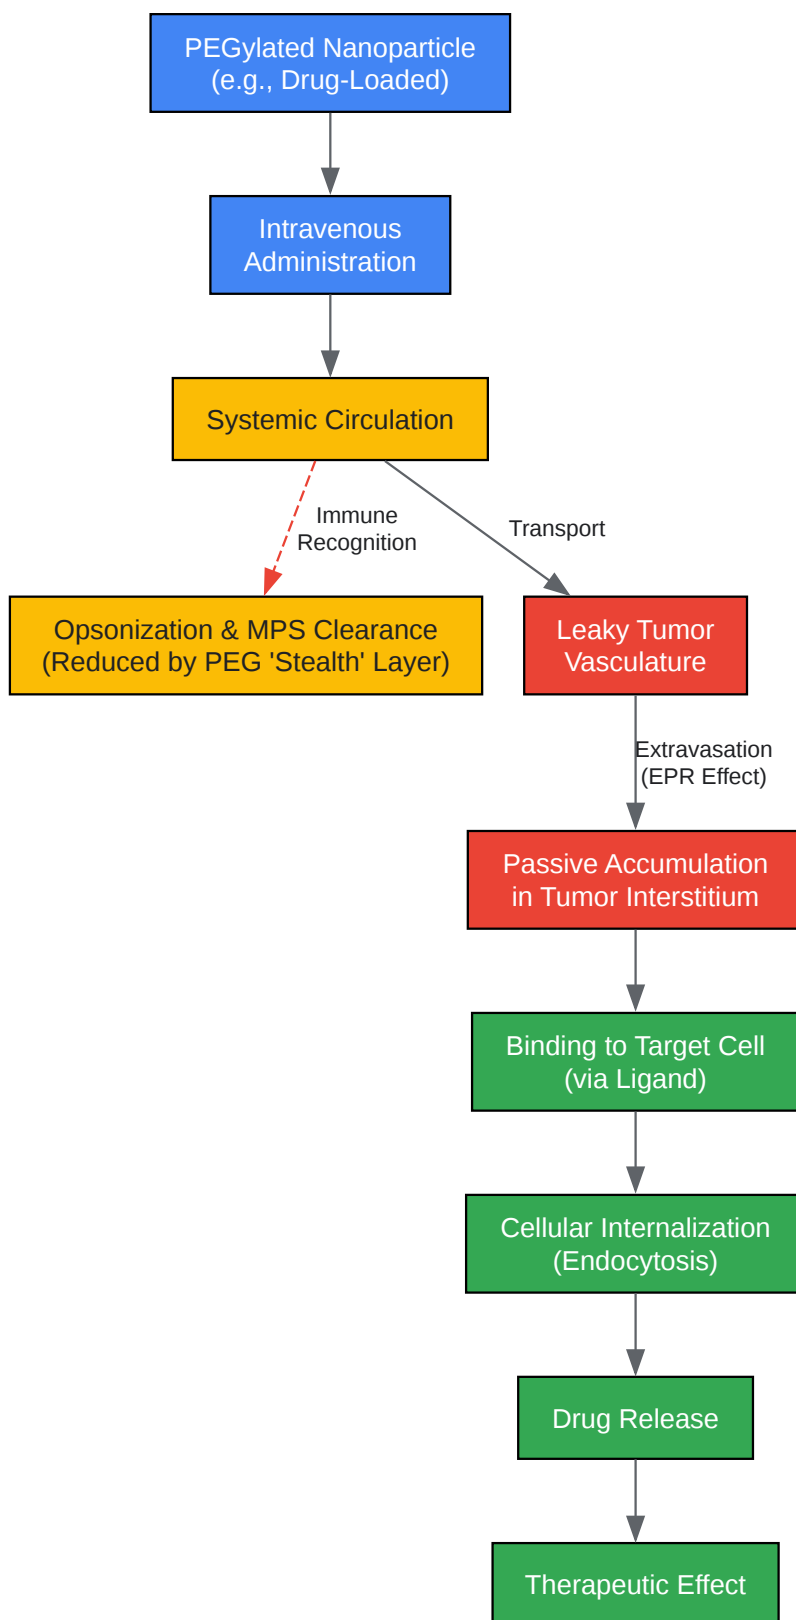 PEGylated Nanoparticle
(e.g., Drug-Loaded)
Intravenous
Administration
Systemic Circulation
Immune
Recognition
Transport
Opsonization & MPS Clearance
(Reduced by PEG 'Stealth' Layer)
Leaky Tumor
Vasculature
Extravasation
(EPR Effect)
Passive Accumulation
in Tumor Interstitium
Binding to Target Cell
(via Ligand)
Cellular Internalization
(Endocytosis)
Drug Release
Therapeutic Effect